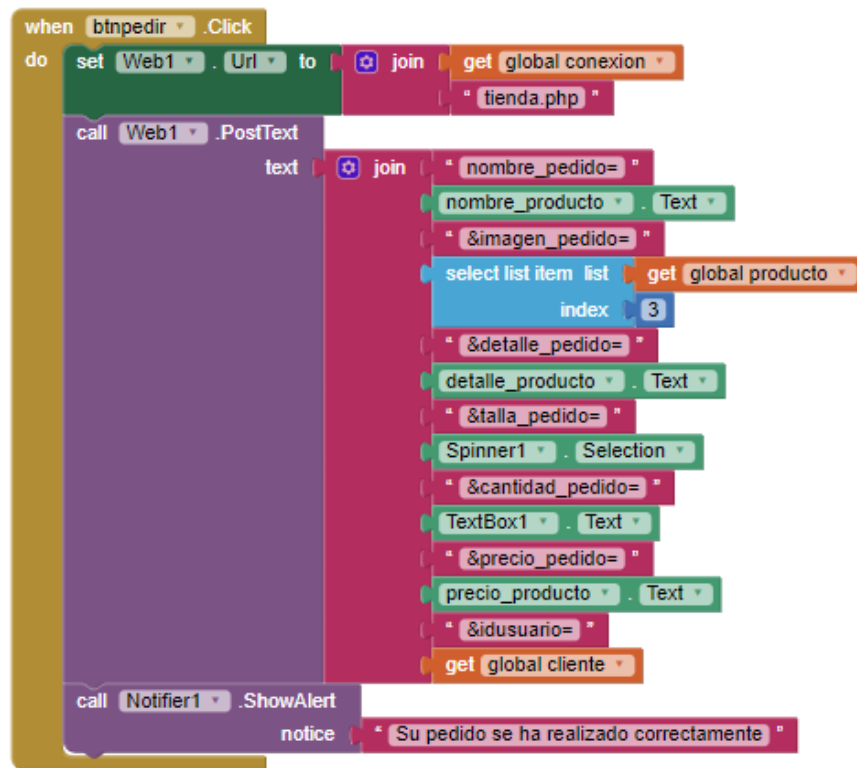 when btnpedir .Click
do set Web1 . Url to join get global conexion
" tienda.php "
call Web1 .PostText
text join " nombre_pedido= "
nombre_producto . Text
" &imagen_pedido= "
select list item list get global producto
index 3
" &detalle_pedido= "
detalle_producto . Text
" &talla_pedido= "
Spinner1 . Selection
" &cantidad_pedido= "
TextBox1 . Text
" &precio_pedido= "
precio_producto . Text
" &idusuario= "
get global cliente
call Notifier1 .ShowAlert
notice " Su pedido se ha realizado correctamente "